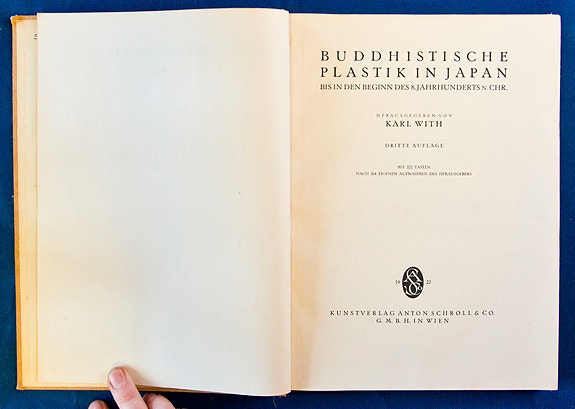 BUDDHISTISCHE
PLASTIK IN JAPAN
BIS IN DEN BEGINN DES 8. JAHRHUNDERTS N. CHR.
HERAUSGEGEBEN VON
KARL WITH
DRITTE AUFLAGE
MIT 222 TAFELN
NACH 268 EIGENEN AUFNAHMEN DES HERAUSGEBERS
19 22
KUNSTVERLAG ANTON SCHROLL & CO.
G. M. B. H. IN WIEN